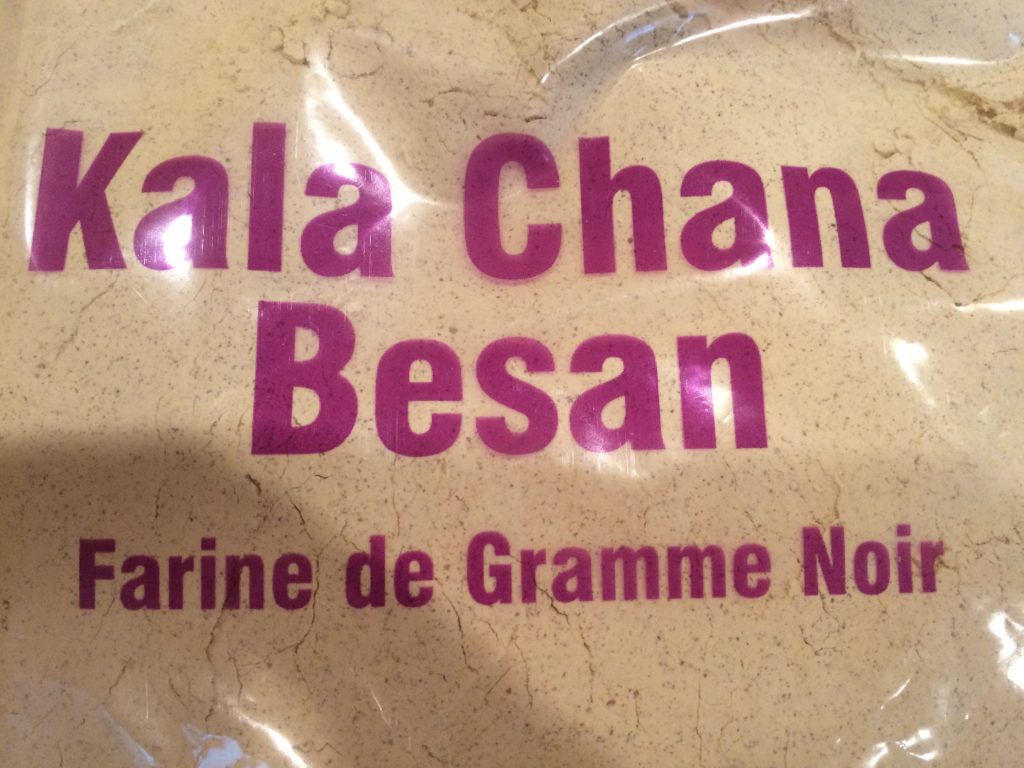 Kala Chana
Besan
Farine de Gramme Noir